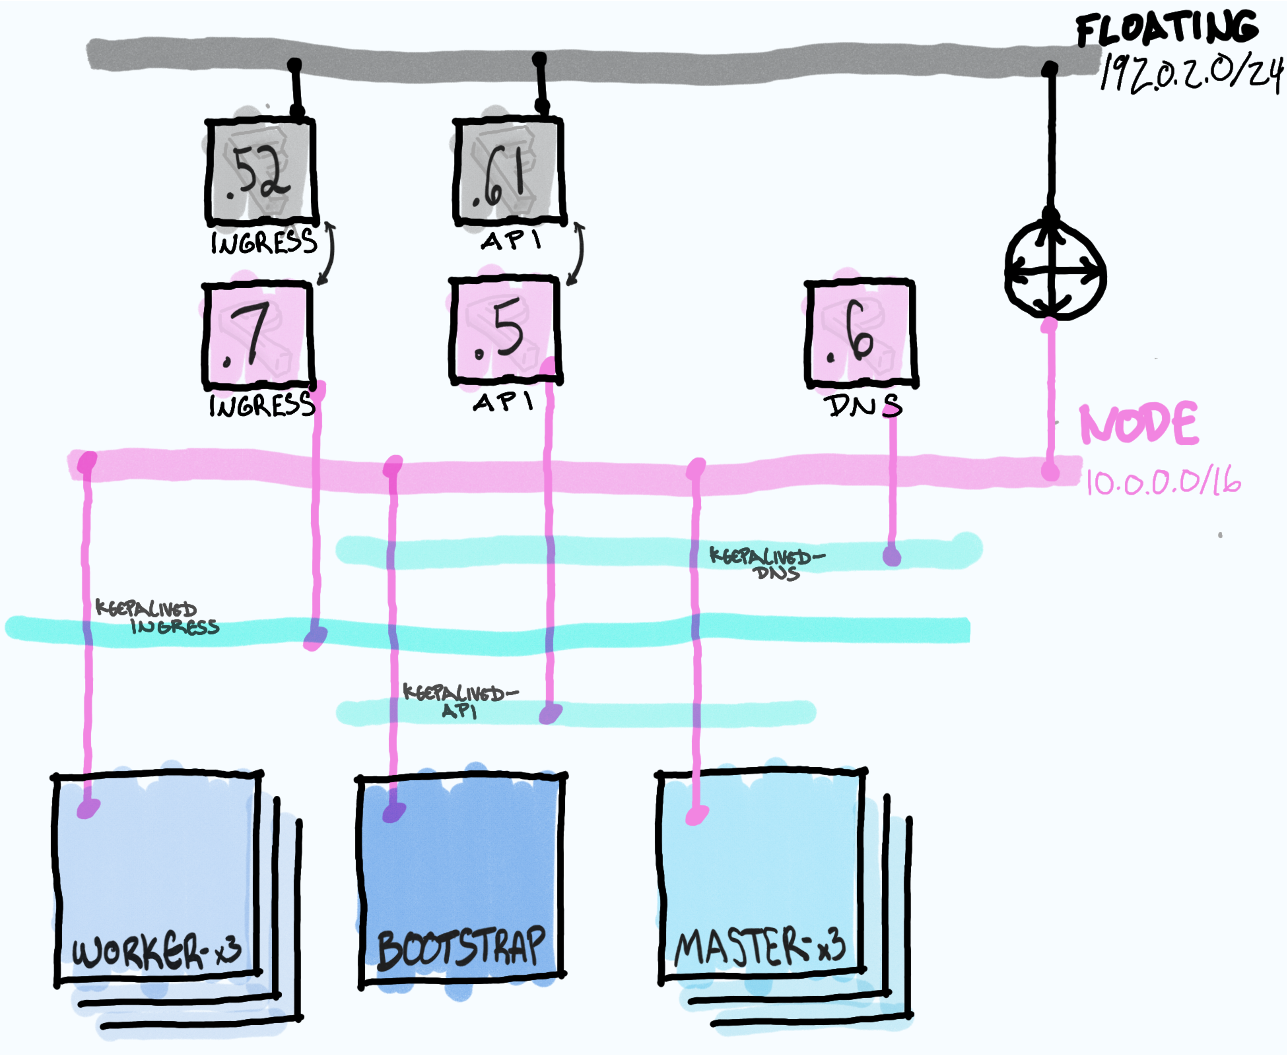 FLOATING
192.0.2.0/24
.52
.61
INGRESS
API
.7
.5
.6
INGRESS
API
DNS
NODE
10.0.0.0/16
KEEPALIVED-
DNS
KEEPALIVED
INGRESS
KEEPALIVED-
API
WORKER-x3
BOOTSTRAP
MASTER-x3